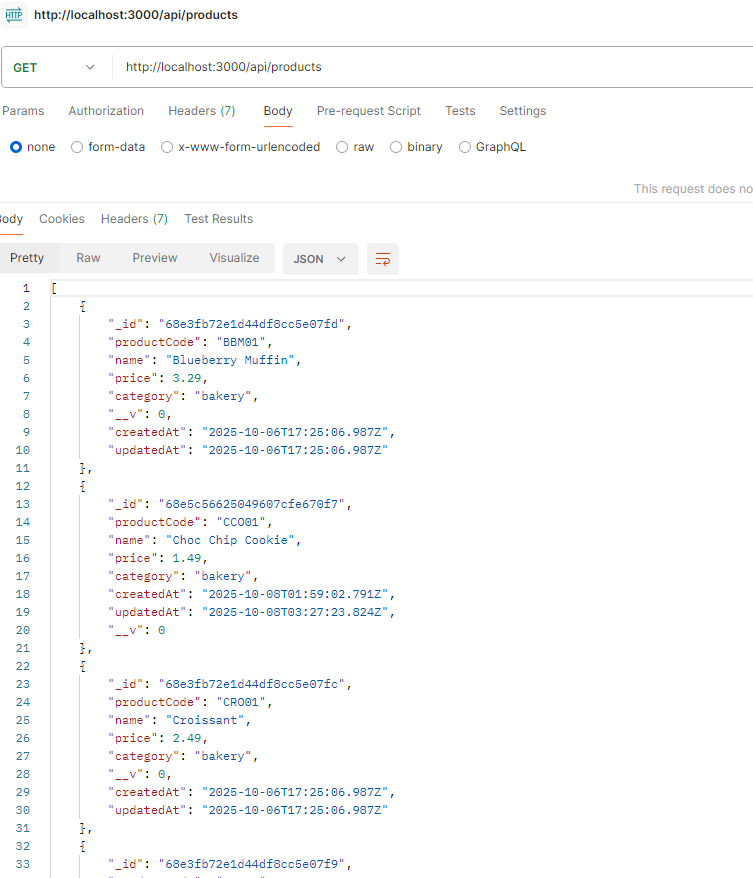 HTTP http://localhost:3000/api/products
GET http://localhost:3000/api/products
Params Authorization Headers (7) Body Pre-request Script Tests Settings
none form-data x-www-form-urlencoded raw binary GraphQL
This request does no
Body Cookies Headers (7) Test Results
Pretty Raw Preview Visualize JSON
1 [
2 {
3 "_id": "68e3fb72e1d44df8cc5e07fd",
4 "productCode": "BBM01",
5 "name": "Blueberry Muffin",
6 "price": 3.29,
7 "category": "bakery",
8 "__v": 0,
9 "createdAt": "2025-10-06T17:25:06.987Z",
10 "updatedAt": "2025-10-06T17:25:06.987Z"
11 },
12 {
13 "_id": "68e5c56625049607cfe670f7",
14 "productCode": "CCO01",
15 "name": "Choc Chip Cookie",
16 "price": 1.49,
17 "category": "bakery",
18 "createdAt": "2025-10-08T01:59:02.791Z",
19 "updatedAt": "2025-10-08T03:27:23.824Z",
20 "__v": 0
21 },
22 {
23 "_id": "68e3fb72e1d44df8cc5e07fc",
24 "productCode": "CRO01",
25 "name": "Croissant",
26 "price": 2.49,
27 "category": "bakery",
28 "__v": 0,
29 "createdAt": "2025-10-06T17:25:06.987Z",
30 "updatedAt": "2025-10-06T17:25:06.987Z"
31 },
32 {
33 "_id": "68e3fb72e1d44df8cc5e07f9",